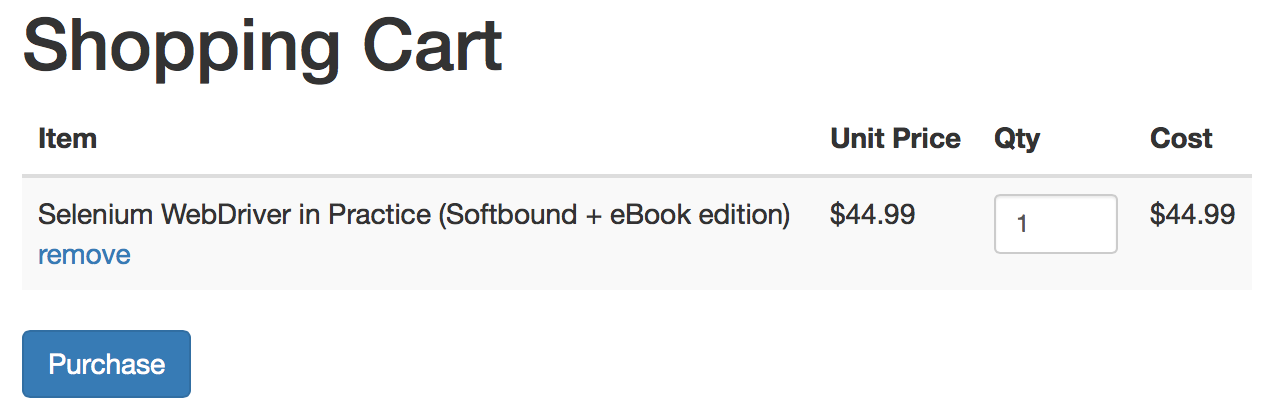 Shopping Cart
Item Unit Price Qty Cost
Selenium WebDriver in Practice (Softbound + eBook edition) $44.99 1 $44.99
remove
Purchase